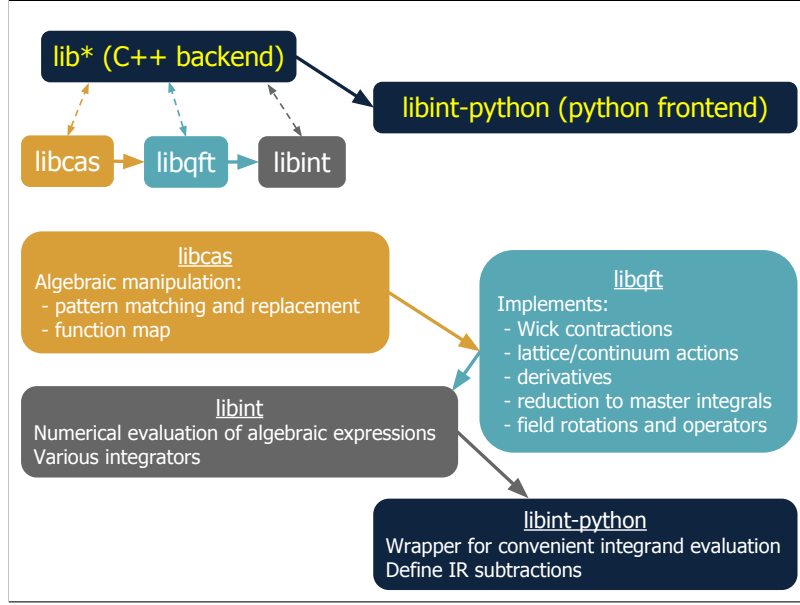 lib* (C++ backend)
libint-python (python frontend)
libcas
libqft
libint
libcas
Algebraic manipulation:
- pattern matching and replacement
- function map
libqft
Implements:
- Wick contractions
- lattice/continuum actions
- derivatives
- reduction to master integrals
- field rotations and operators
libint
Numerical evaluation of algebraic expressions
Various integrators
libint-python
Wrapper for convenient integrand evaluation
Define IR subtractions